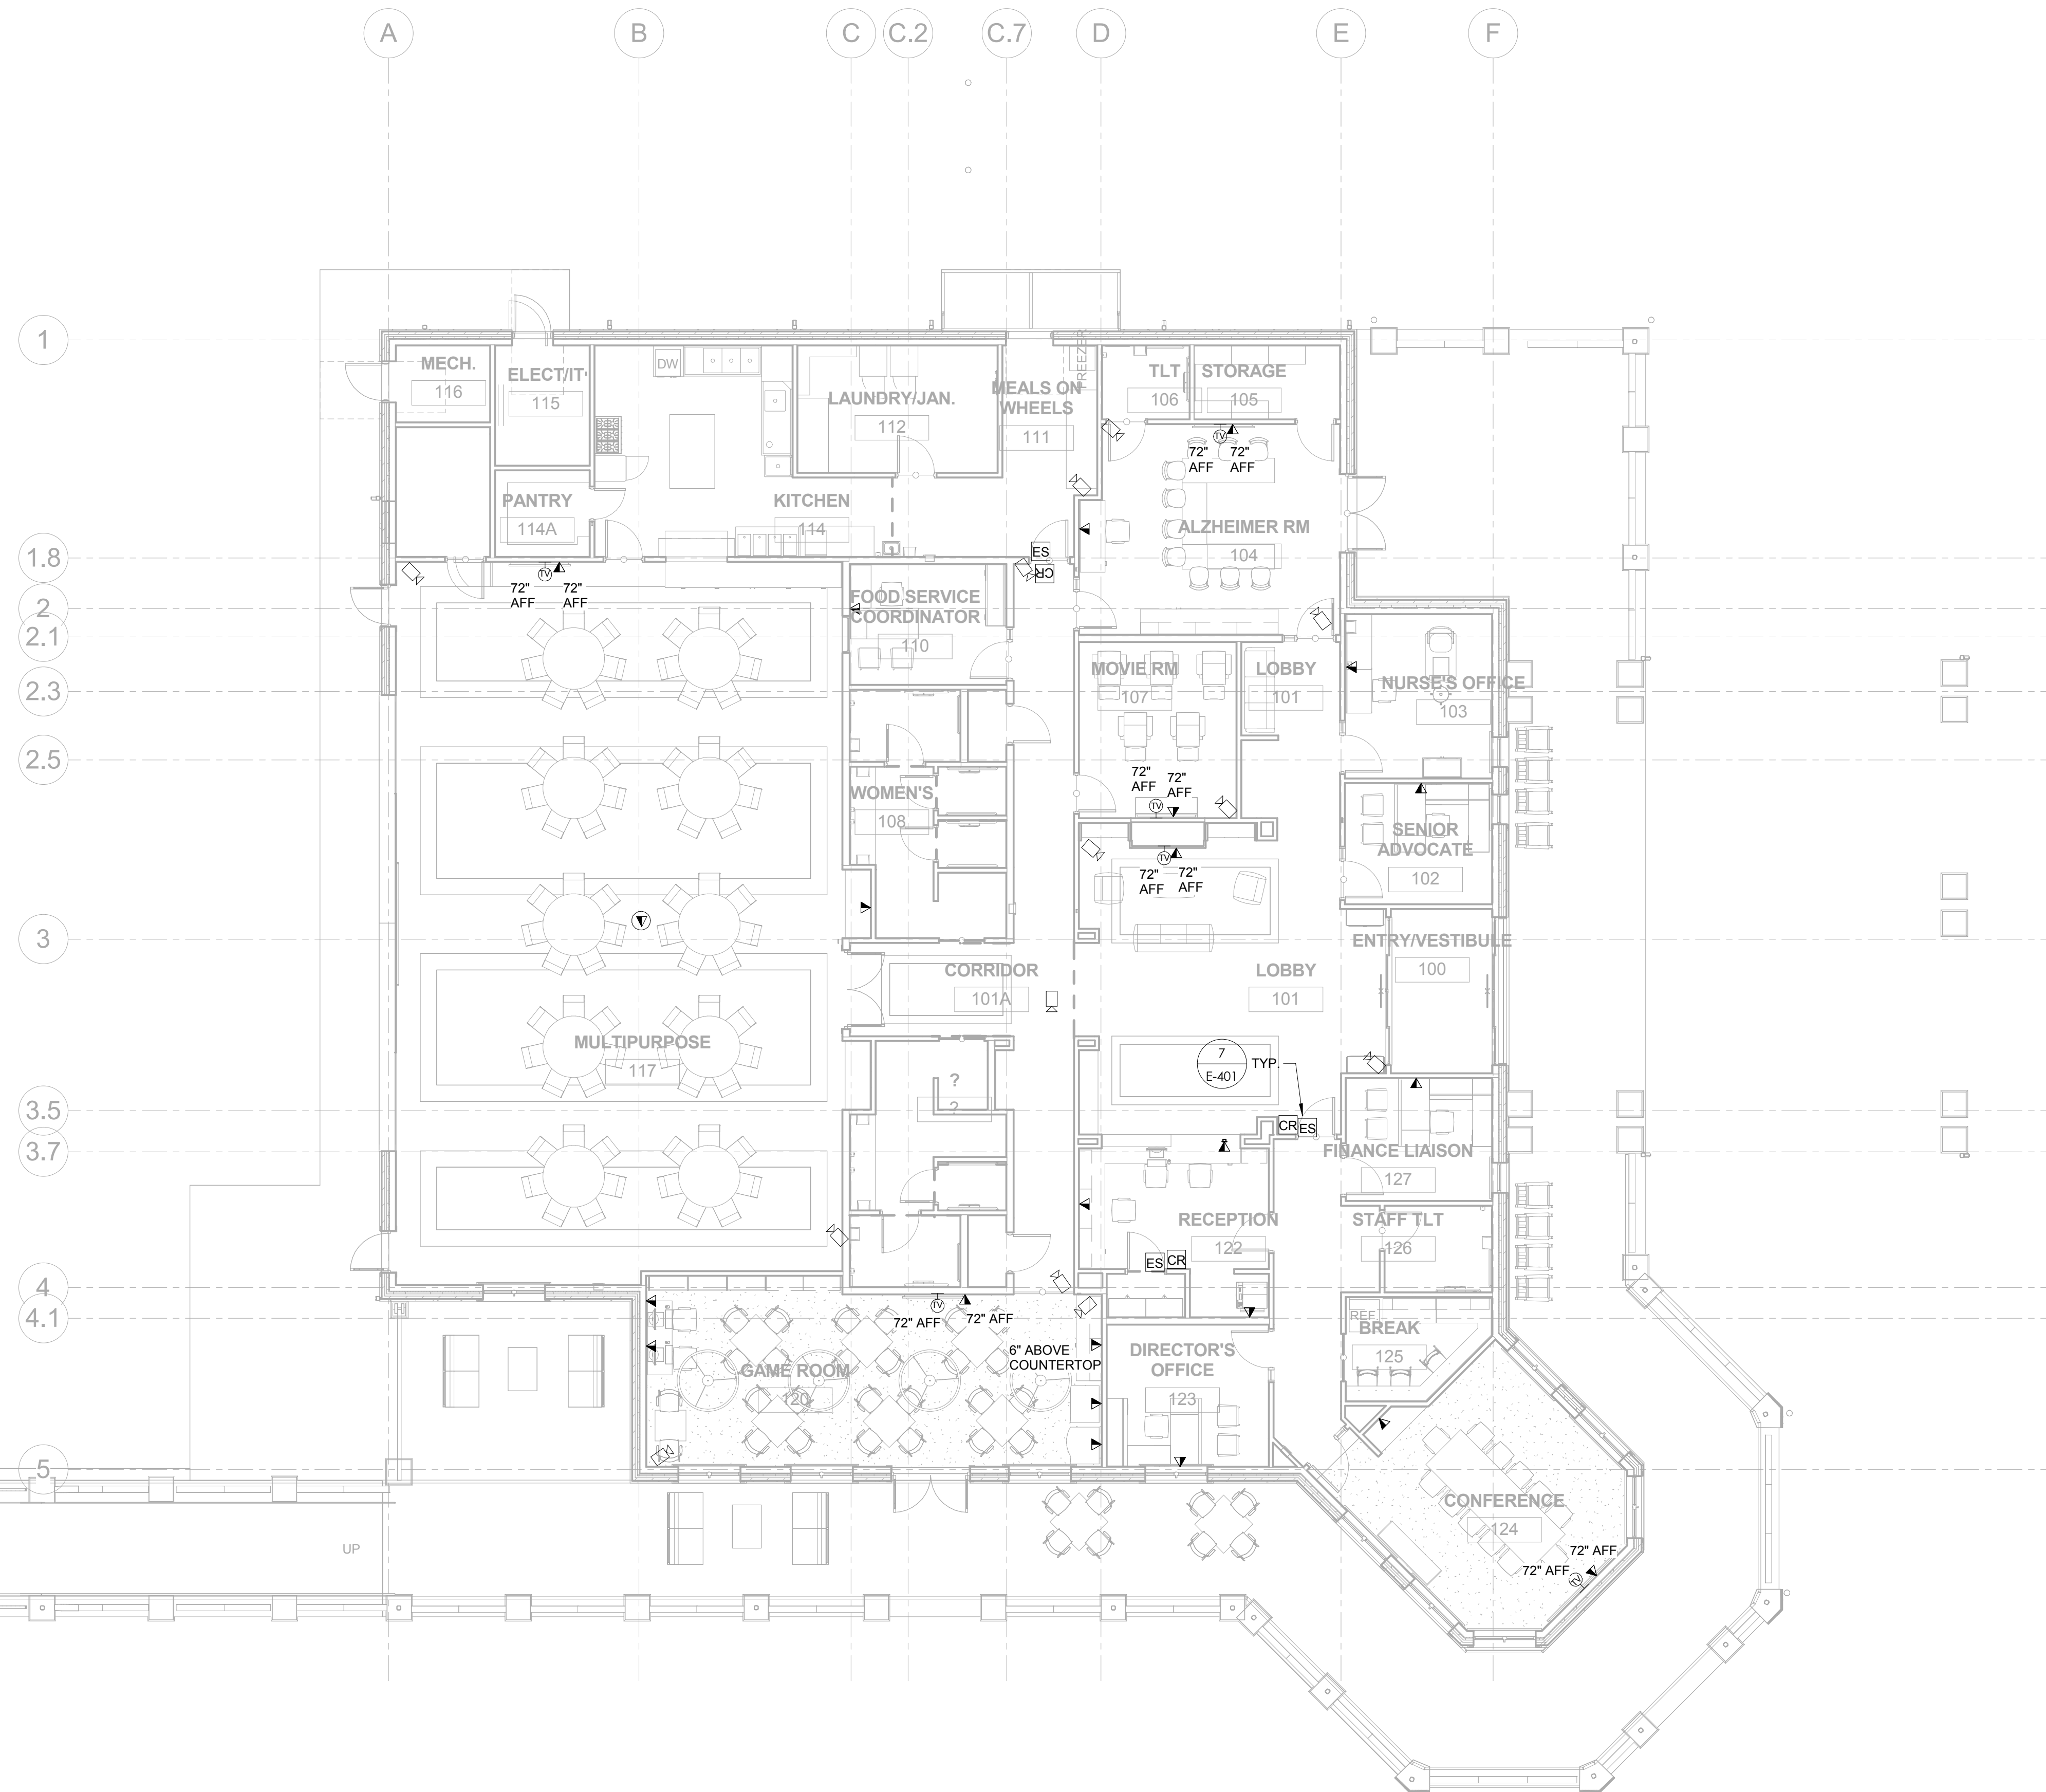 A
B
C
C.2
C.7
D
E
F
1
1.8
2
2.1
2.3
2.5
3
3.5
3.7
4
4.1
5
MECH.
116
ELECT/IT
115
DW
LAUNDRY/JAN.
112
MEALS ON
WHEELS
111
FREEZER
TLT
106
STORAGE
105
72"
AFF
TV
72"
AFF
PANTRY
114A
KITCHEN
114
ALZHEIMER RM
104
ES
CR
72"
AFF
TV
72"
AFF
FOOD SERVICE
COORDINATOR
110
MOVIE RM
107
LOBBY
101
NURSE'S OFFICE
103
72"
AFF
72"
AFF
TV
WOMEN'S
108
SENIOR
ADVOCATE
102
TV
72"
AFF
72"
AFF
ENTRY/VESTIBULE
100
CORRIDOR
101A
LOBBY
101
MULTIPURPOSE
117
?
?
7
E-401
TYP.
CR
ES
FINANCE LIAISON
127
RECEPTION
122
STAFF TLT
126
ES
CR
TV
72" AFF
72" AFF
6" ABOVE
COUNTERTOP
REF
BREAK
125
DIRECTOR'S
OFFICE
123
GAME ROOM
120
CONFERENCE
124
UP
72" AFF
72" AFF
TV